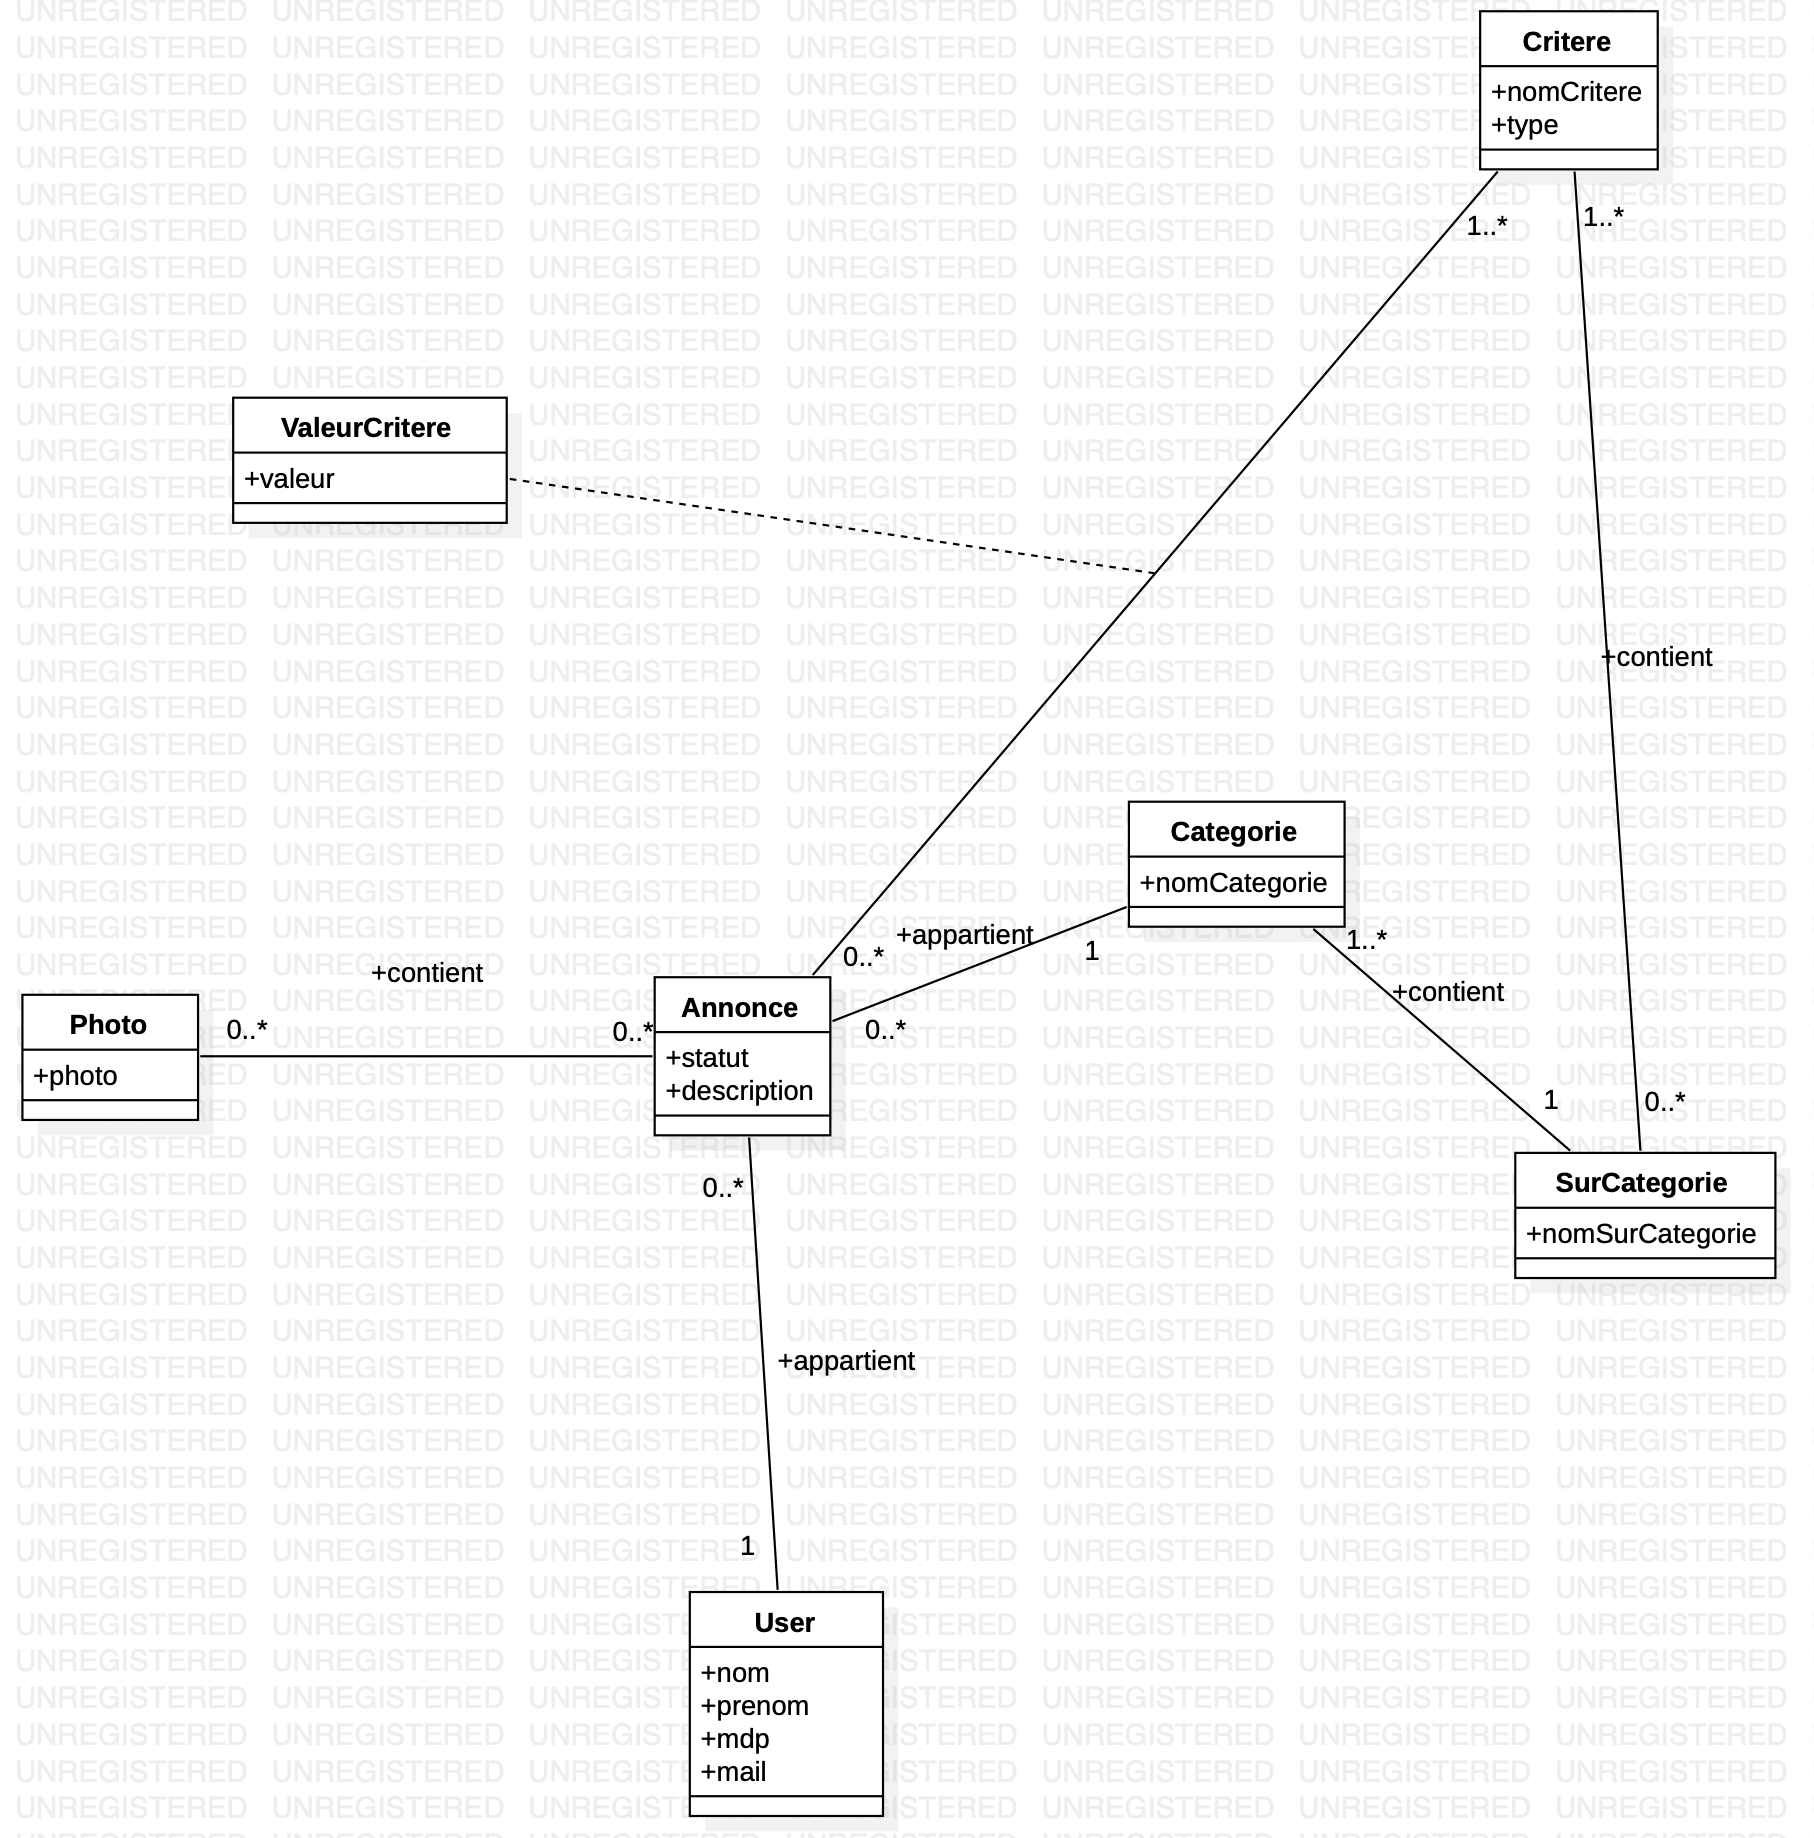 Critere
+nomCritere
+type
1..*
1..*
ValeurCritere
+valeur
+contient
Categorie
+nomCategorie
+appartient
0..*
1
1..*
+contient
+contient
Photo
+photo
0..*
0..*
Annonce
+statut
+description
0..*
1
0..*
SurCategorie
+nomSurCategorie
0..*
+appartient
1
User
+nom
+prenom
+mdp
+mail
UNREGISTERED